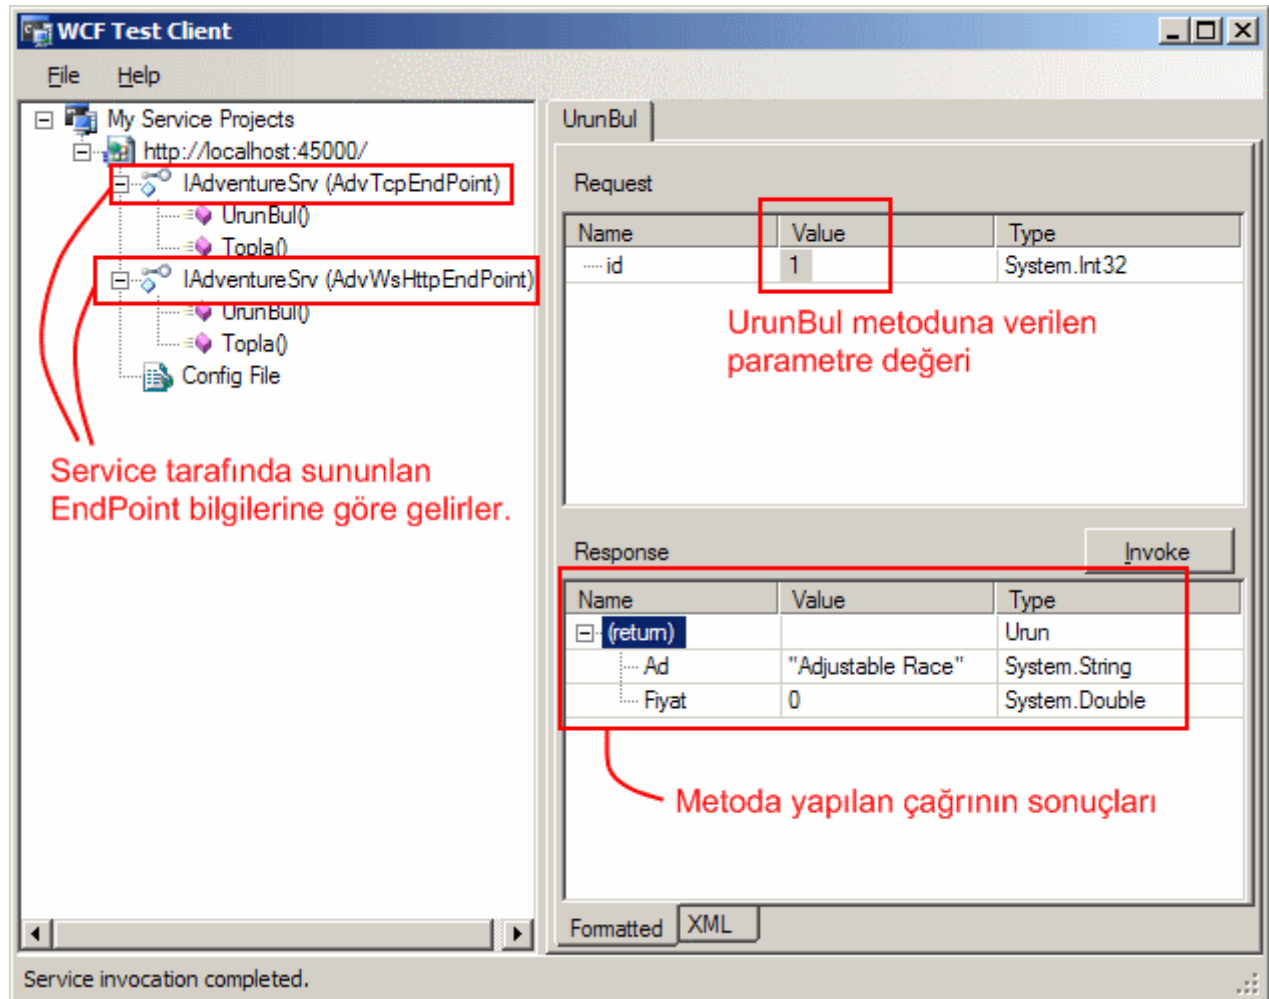 WCF Test Client
File Help
My Service Projects
http://localhost:45000/
IAdventureSrv (AdvTcpEndPoint)
UrunBul()
Topla()
IAdventureSrv (AdvWsHttpEndPoint)
UrunBul()
Topla()
Config File
Service tarafında sununlan
EndPoint bilgilerine göre gelirler.
UrunBul
Request
Name Value Type
id 1 System.Int32
UrunBul metoduna verilen
parametre değeri
Response Invoke
Name Value Type
(return) Urun
Ad "Adjustable Race" System.String
Fiyat 0 System.Double
Metoda yapılan çağrının sonuçları
Formatted XML
Service invocation completed.